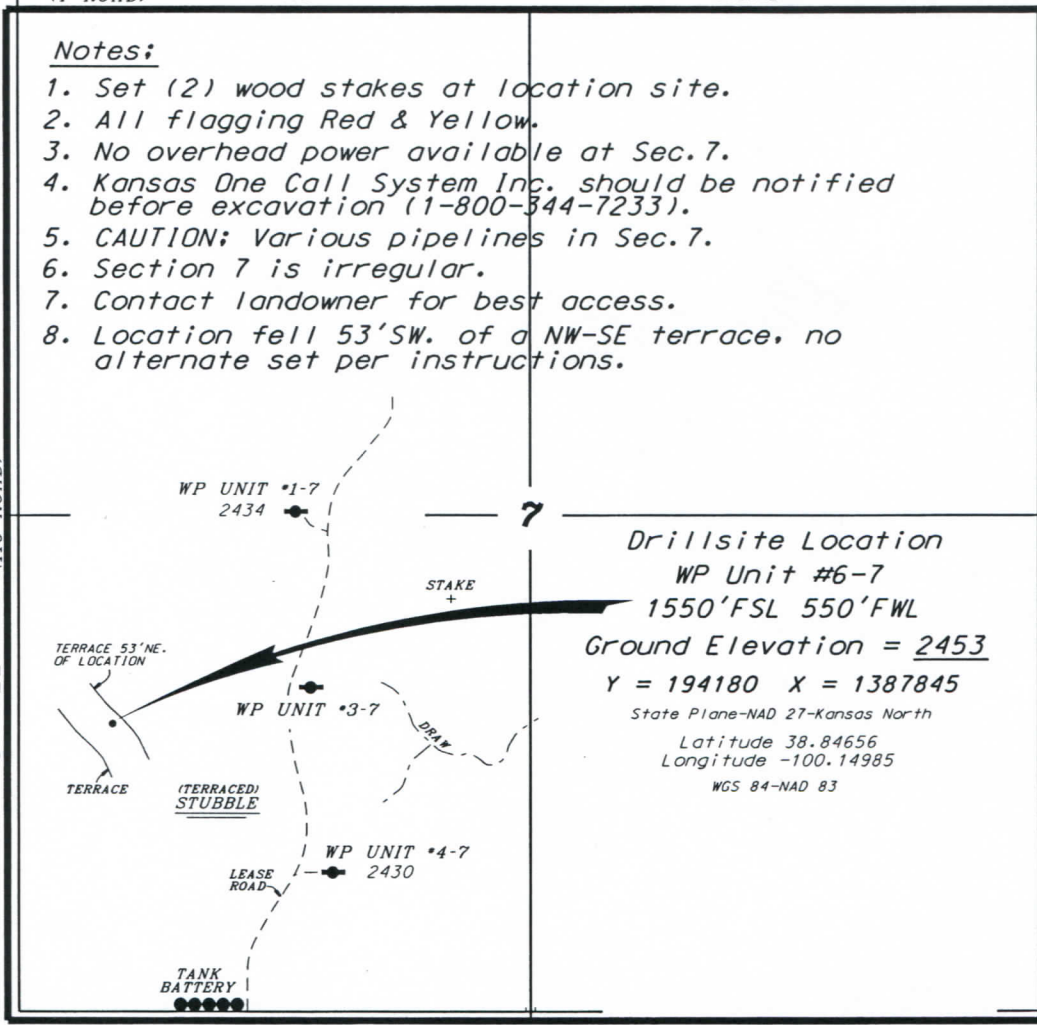 Notes:
1. Set (2) wood stakes at location site.
2. All flagging Red & Yellow.
3. No overhead power available at Sec. 7.
4. Kansas One Call System Inc. should be notified
before excavation (1-800-344-7233).
5. CAUTION: Various pipelines in Sec. 7.
6. Section 7 is irregular.
7. Contact landowner for best access.
8. Location fell 53'SW. of a NW-SE terrace, no
alternate set per instructions.
WP UNIT #1-7
2434
7
Drillsite Location
WP Unit #6-7
1550'FSL 550'FWL
Ground Elevation = 2453
Y = 194180 X = 1387845
State Plane-NAD 27-Kansas North
Latitude 38.84656
Longitude -100.14985
WGS 84-NAD 83
STAKE
TERRACE 53'NE.
OF LOCATION
WP UNIT #3-7
DRAW
TERRACE
(TERRACED)
STUBBLE
WP UNIT #4-7
2430
LEASE
ROAD
TANK
BATTERY